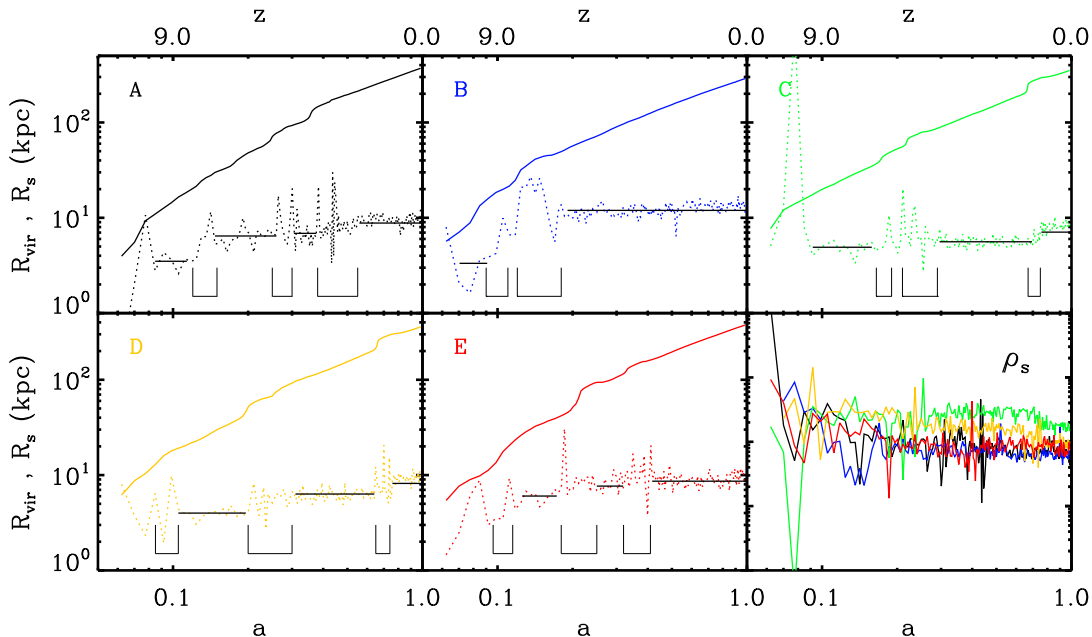 z z z
9.0 0.0 9.0 0.0 9.0 0.0
R_vir , R_s (kpc)
10²
10¹
10⁰
A
B
C
R_vir , R_s (kpc)
10²
10¹
10⁰
D
E
ρ_s
0.1 1.0 0.1 1.0 0.1 1.0
a a a